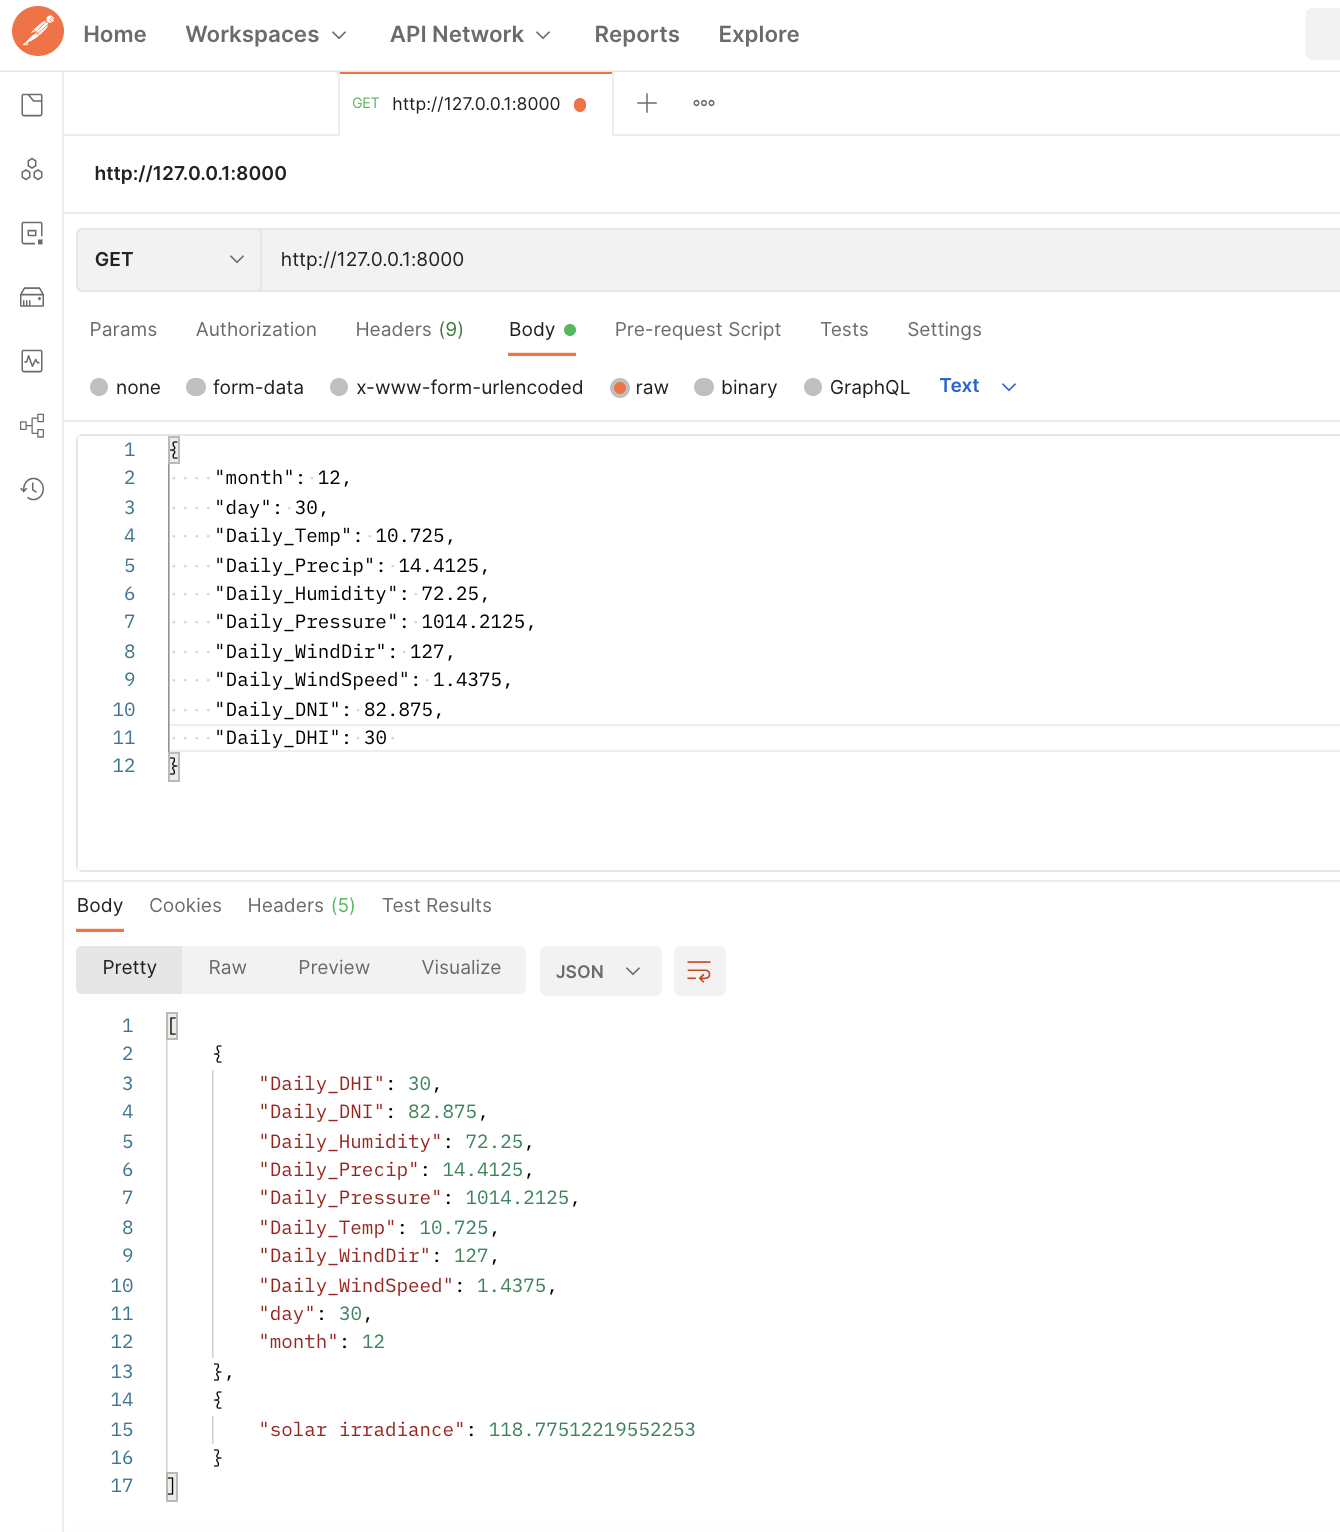 Home Workspaces API Network Reports Explore
GET http://127.0.0.1:8000
http://127.0.0.1:8000
GET http://127.0.0.1:8000
Params Authorization Headers (9) Body Pre-request Script Tests Settings
none form-data x-www-form-urlencoded raw binary GraphQL Text
1 {
2 "month": 12,
3 "day": 30,
4 "Daily_Temp": 10.725,
5 "Daily_Precip": 14.4125,
6 "Daily_Humidity": 72.25,
7 "Daily_Pressure": 1014.2125,
8 "Daily_WindDir": 127,
9 "Daily_WindSpeed": 1.4375,
10 "Daily_DNI": 82.875,
11 "Daily_DHI": 30
12 }
Body Cookies Headers (5) Test Results
Pretty Raw Preview Visualize JSON
1 [
2 {
3 "Daily_DHI": 30,
4 "Daily_DNI": 82.875,
5 "Daily_Humidity": 72.25,
6 "Daily_Precip": 14.4125,
7 "Daily_Pressure": 1014.2125,
8 "Daily_Temp": 10.725,
9 "Daily_WindDir": 127,
10 "Daily_WindSpeed": 1.4375,
11 "day": 30,
12 "month": 12
13 },
14 {
15 "solar irradiance": 118.77512219552253
16 }
17 ]